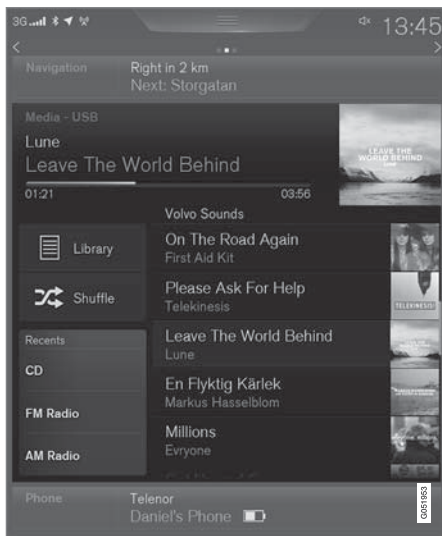 3G
13:45
Navigation
Right in 2 km
Next: Storgatan
Media - USB
Lune
Leave The World Behind
01:21
03:56
LEAVE THE
WORLD BEHIND
Volvo Sounds
Library
Shuffle
On The Road Again
First Aid Kit
Please Ask For Help
Telekinesis
TELEKINESIS!
Leave The World Behind
Lune
En Flyktig Kärlek
Markus Hasselblom
Millions
Evryone
Recents
CD
FM Radio
AM Radio
Phone
Telenor
Daniel's Phone
G051953